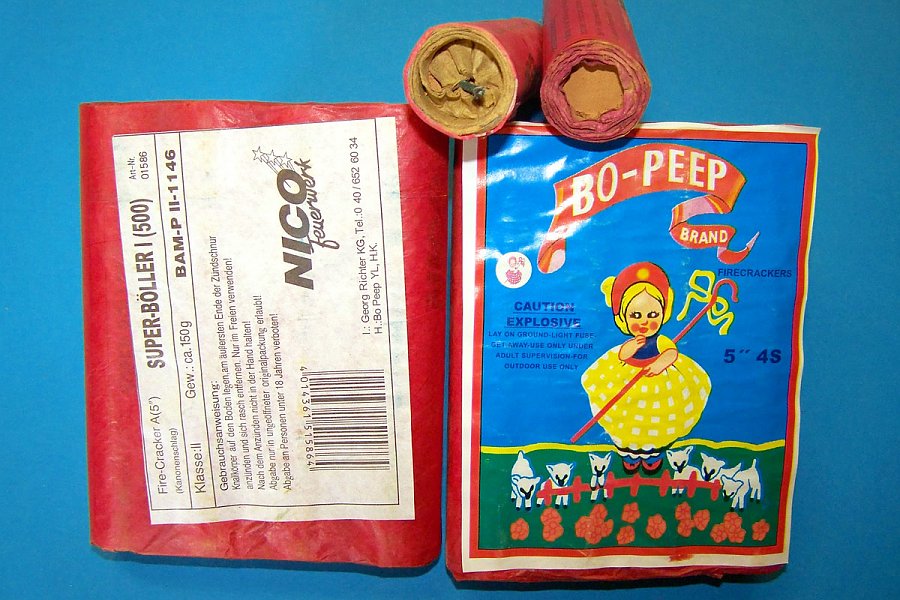 Art-Nr.
01586
SUPER-BÖLLER I (500)
BAM-P II-1146
Fire-Cracker A(5")
(Kanonenschlag)
Gew.: ca.150g
Klasse:II
Gebrauchsanweisung:
Knallkörper auf den Boden legen,am äußersten Ende der Zündschnur
anzünden und sich rasch entfernen. Nur im Freien verwenden!
Nach dem Anzünden nicht in der Hand halten!
Abgabe nur in ungeöffneter originalpackung erlaubt!
Abgabe an Personen unter 18 Jahren verboten!
NICO
feuerwerk
I.: Georg Richter KG,Tel.:0 40/652 60 34
H.:Bo Peep YL, H.K.
4014361515864
BO-PEEP
BRAND
FIRECRACKERS
CAUTION
EXPLOSIVE
LAY ON GROUND-LIGHT FUSE-
GET AWAY-USE ONLY UNDER
ADULT SUPERVISION-FOR
OUTDOOR USE ONLY
5" 4S